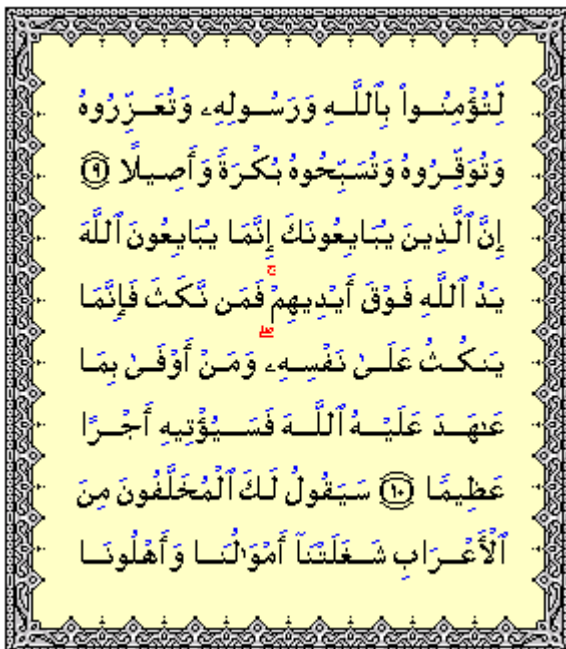 لِّتُؤْمِنُوا۟ بِٱللَّهِ وَرَسُولِهِۦ وَتُعَزِّرُوهُ
وَتُوَقِّرُوهُ وَتُسَبِّحُوهُ بُكْرَةً وَأَصِيلًا ٩
إِنَّ ٱلَّذِينَ يُبَايِعُونَكَ إِنَّمَا يُبَايِعُونَ ٱللَّهَ
يَدُ ٱللَّهِ فَوْقَ أَيْدِيهِمْ ۚ فَمَن نَّكَثَ فَإِنَّمَا
يَنكُثُ عَلَىٰ نَفْسِهِۦ ۖ وَمَنْ أَوْفَىٰ بِمَا
عَـٰهَدَ عَلَيْهُ ٱللَّهَ فَسَيُؤْتِيهِ أَجْرًا
عَظِيمًا ١٠ سَيَقُولُ لَكَ ٱلْمُخَلَّفُونَ مِنَ
ٱلْأَعْرَابِ شَغَلَتْنَآ أَمْوَٰلُنَا وَأَهْلُونَا